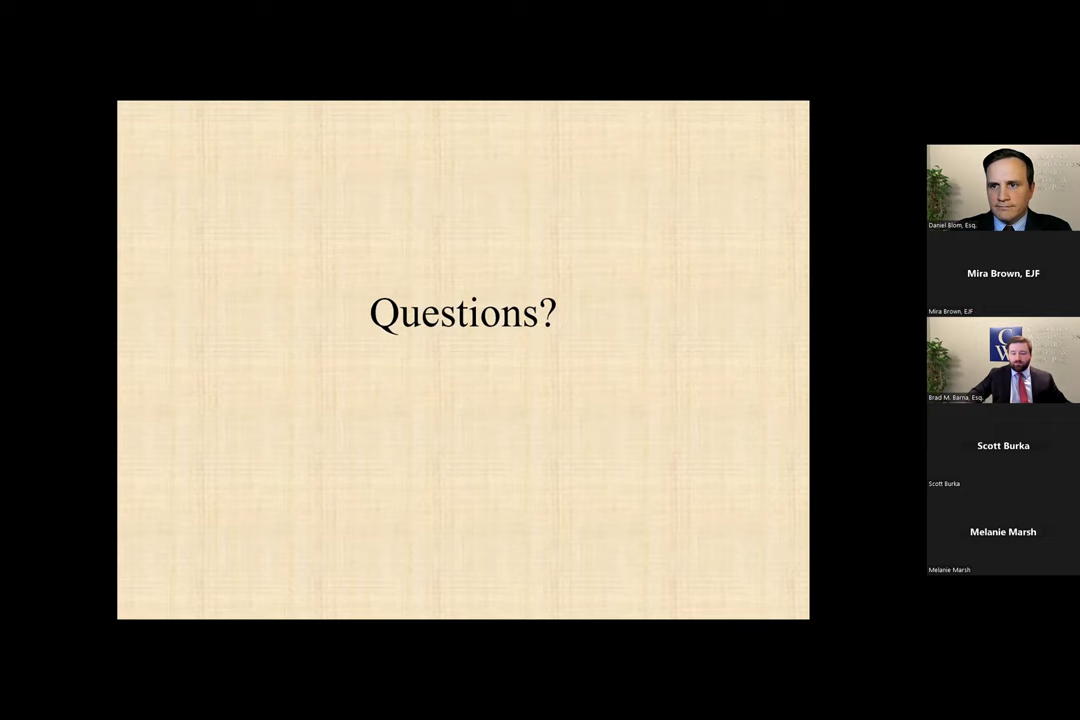 Questions?
Daniel Blom, Esq.
Mira Brown, EJF
Mira Brown, EJF
C
W
Brad M. Barna, Esq.
Scott Burka
Scott Burka
Melanie Marsh
Melanie Marsh